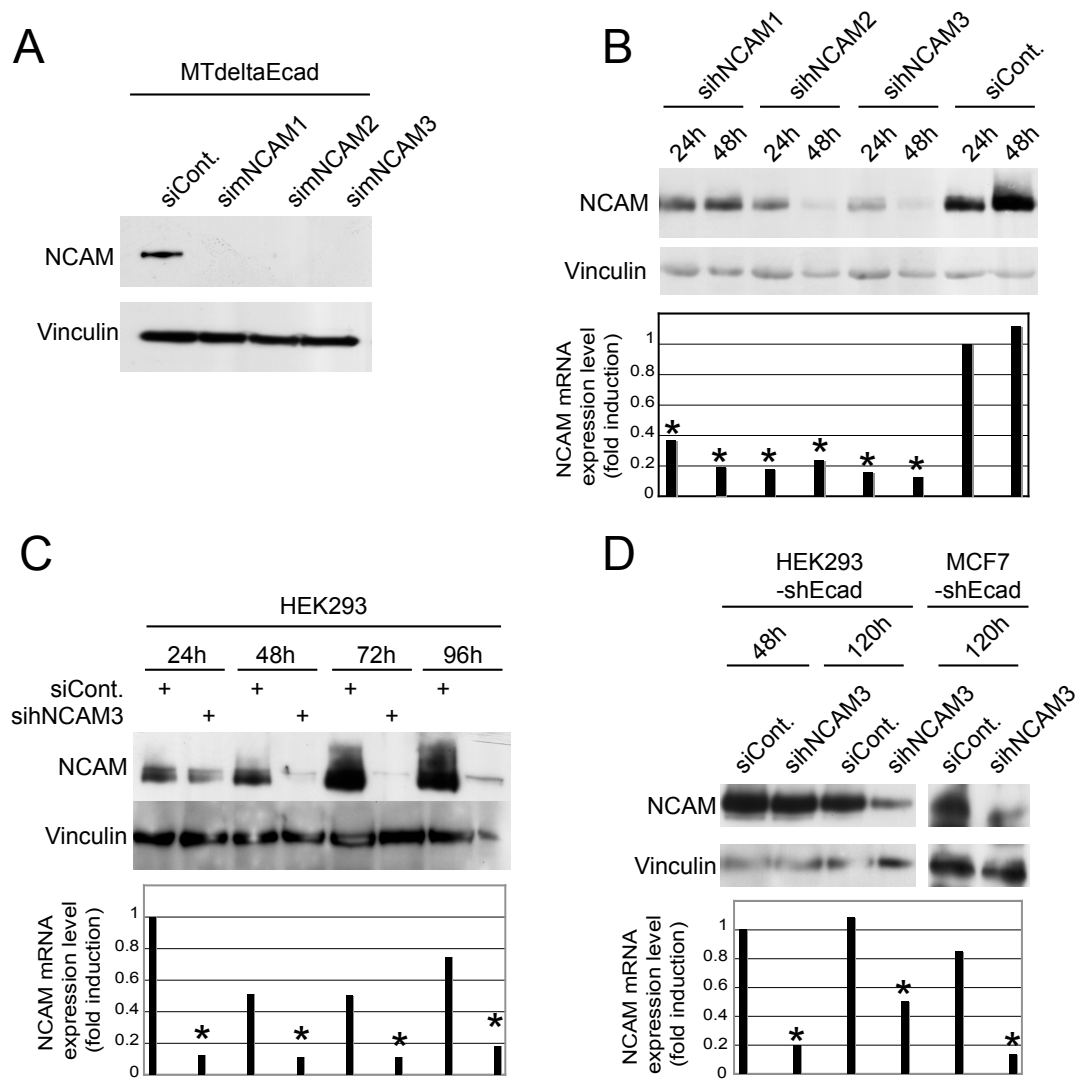 A
MTdeltaEcad
siCont.
simNCAM1
simNCAM2
simNCAM3
NCAM
Vinculin
B
sihNCAM1
sihNCAM2
sihNCAM3
siCont.
24h 48h 24h 48h 24h 48h 24h 48h
NCAM
Vinculin
NCAM mRNA
expression level
(fold induction)
1
0.8
0.6
0.4
0.2
0
* * * * * *
C
HEK293
24h 48h 72h 96h
siCont. + + + +
sihNCAM3 + + +
NCAM
Vinculin
NCAM mRNA
expression level
(fold induction)
1
0.8
0.6
0.4
0.2
0
* * * *
D
HEK293
-shEcad
MCF7
-shEcad
48h 120h 120h
siCont.
sihNCAM3
siCont.
sihNCAM3
siCont.
sihNCAM3
NCAM
Vinculin
NCAM mRNA
expression level
(fold induction)
1
0.8
0.6
0.4
0.2
0
* * *